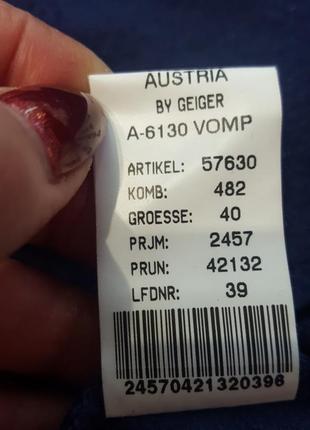 AUSTRIA
BY GEIGER
A-6130 VOMP
ARTIKEL: 57630
KOMB: 482
GROESSE: 40
PRJM: 2457
PRUN: 42132
LFDNR: 39
24570421320396